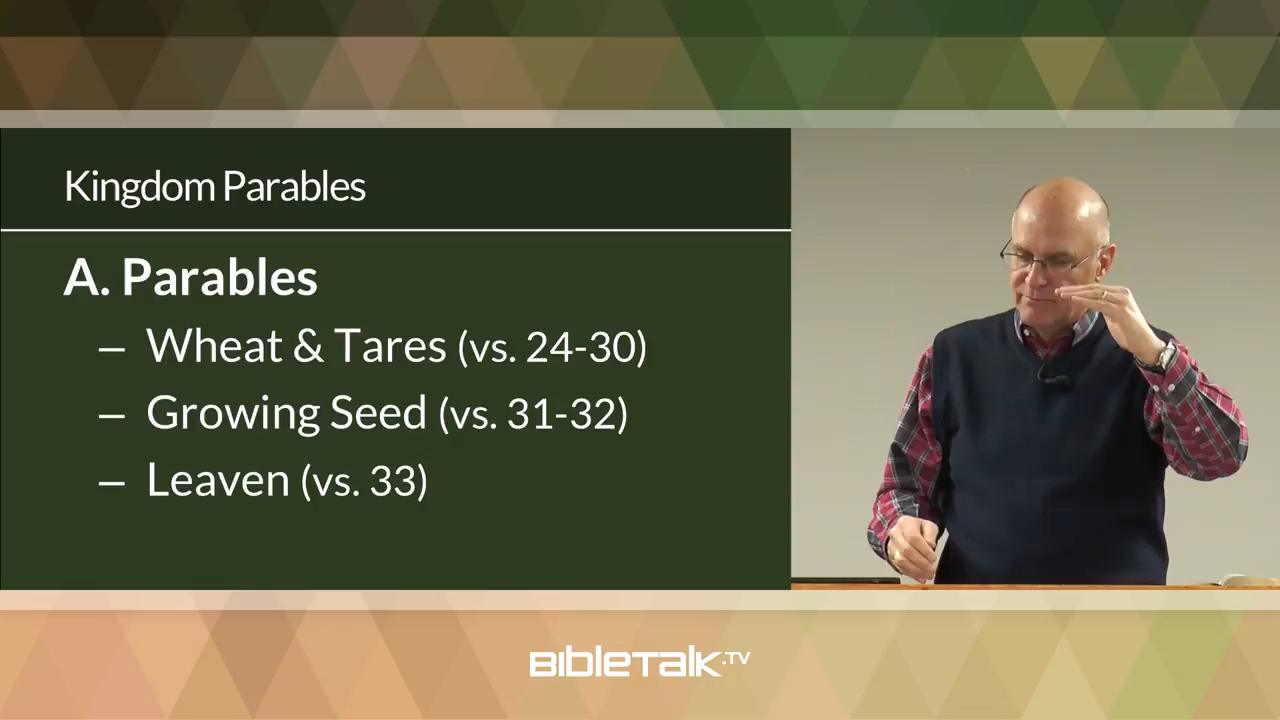 Kingdom Parables
A. Parables
– Wheat & Tares (vs. 24-30)
– Growing Seed (vs. 31-32)
– Leaven (vs. 33)
BibleTalk.TV